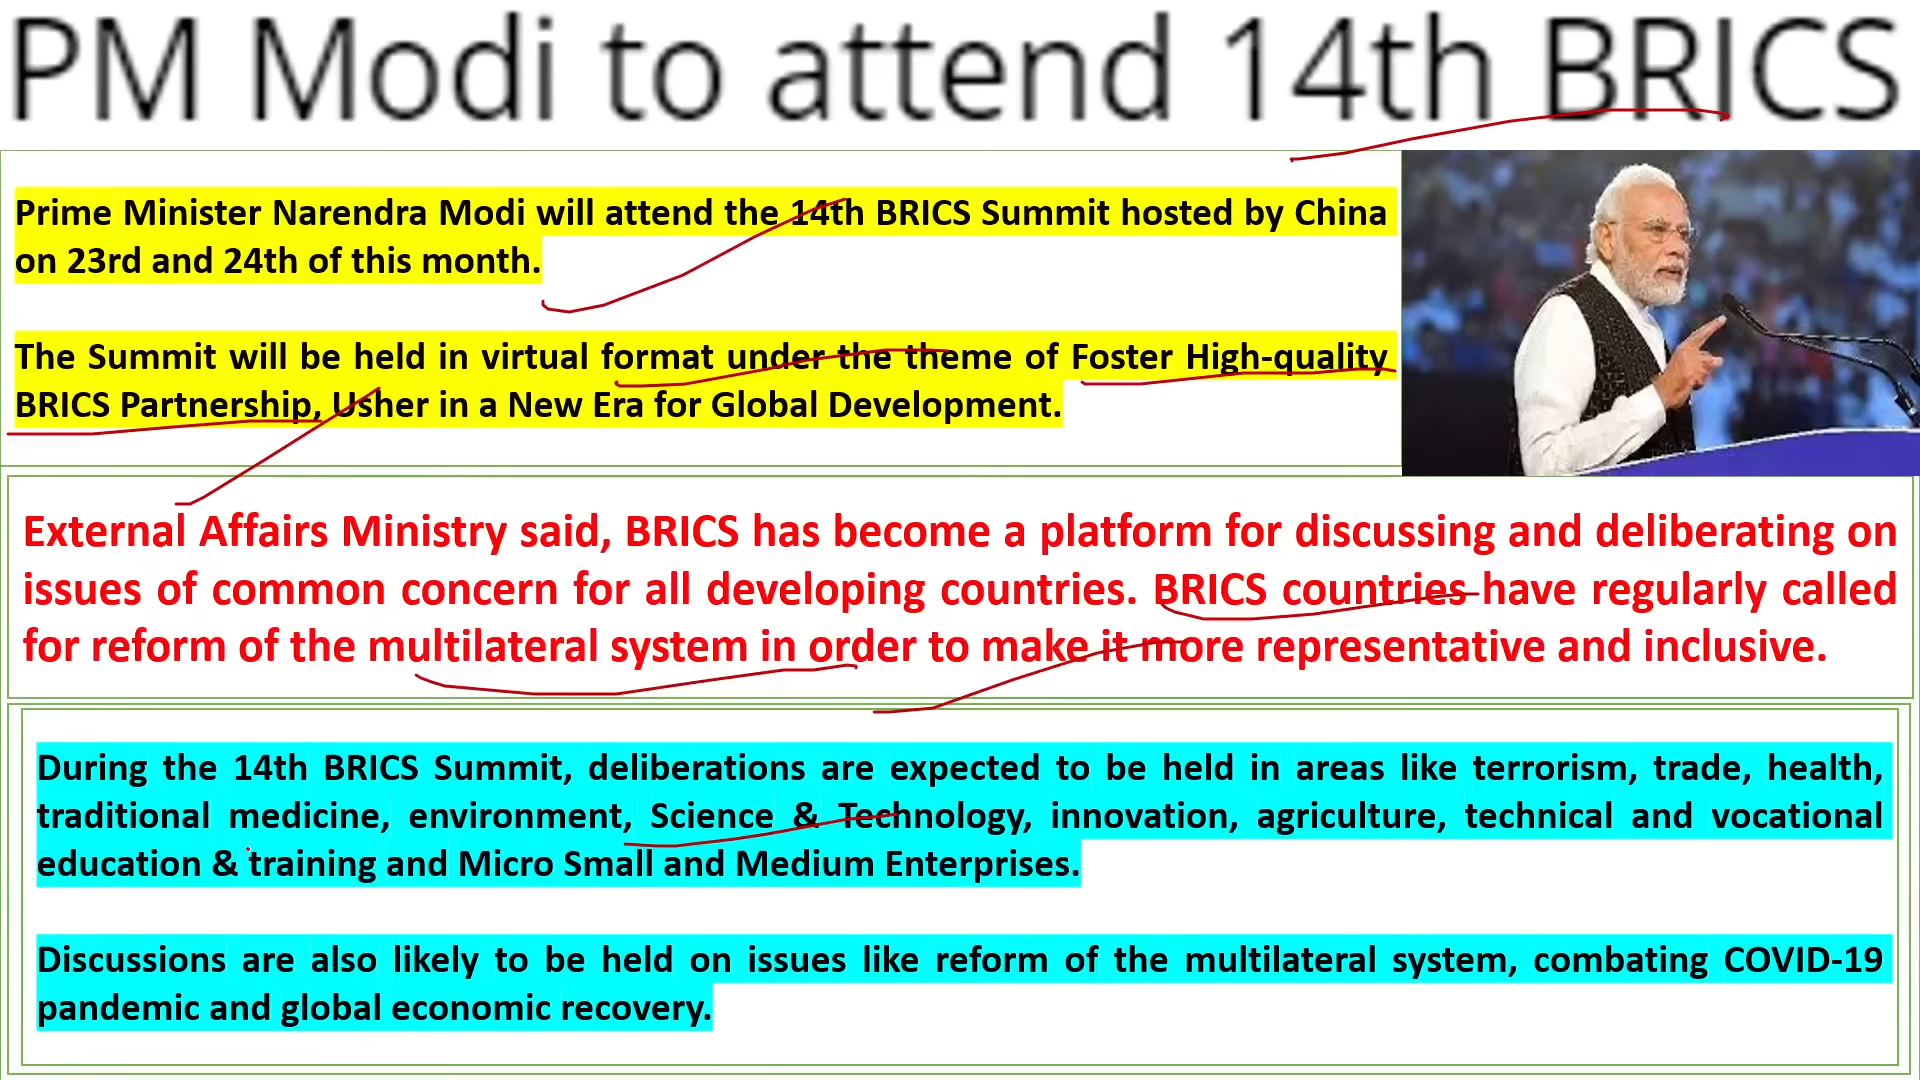 PM Modi to attend 14th BRICS
Prime Minister Narendra Modi will attend the 14th BRICS Summit hosted by China
on 23rd and 24th of this month.
The Summit will be held in virtual format under the theme of Foster High-quality
BRICS Partnership, Usher in a New Era for Global Development.
External Affairs Ministry said, BRICS has become a platform for discussing and deliberating on
issues of common concern for all developing countries. BRICS countries have regularly called
for reform of the multilateral system in order to make it more representative and inclusive.
During the 14th BRICS Summit, deliberations are expected to be held in areas like terrorism, trade, health,
traditional medicine, environment, Science & Technology, innovation, agriculture, technical and vocational
education & training and Micro Small and Medium Enterprises.
Discussions are also likely to be held on issues like reform of the multilateral system, combating COVID-19
pandemic and global economic recovery.